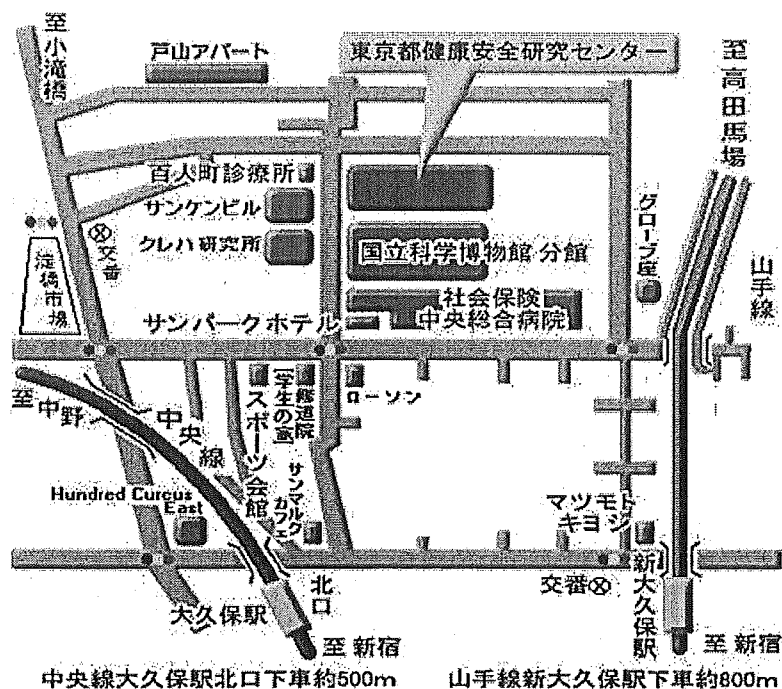 至小滝橋
戸山アパート
東京都健康安全研究センター
至高田馬場
百人町診療所
サンケンビル
クレハ研究所
交番
淀橋市場
国立科学博物館 分館
グローブ座
山手線
社会保険
中央総合病院
サンパークホテル
至中野
中央線
スポーツ会館
[学生の家]
修道院
ローソン
Hundred Curcus
East
サンマルク
カフェ
マツモト
キヨシ
大久保駅
北口
交番
新大久保駅
至 新宿
至 新宿
中央線大久保駅北口下車約500m
山手線新大久保駅下車約800m